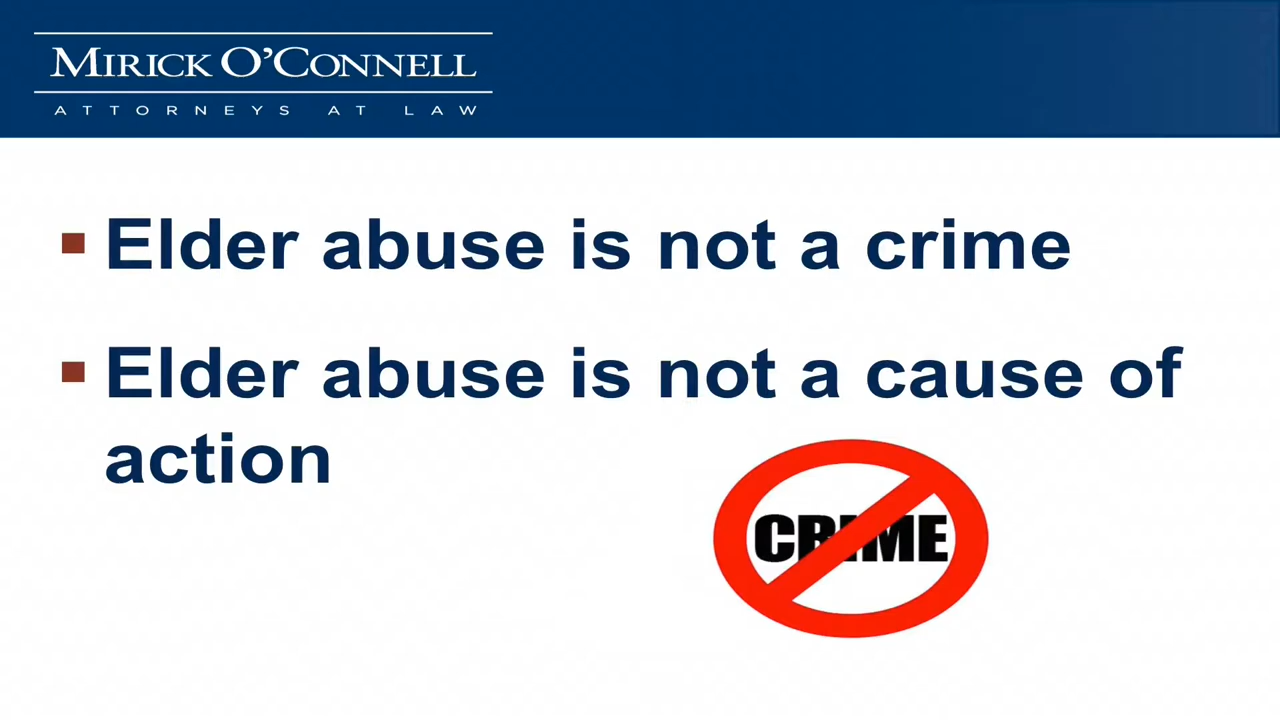 MIRICK O'CONNELL
ATTORNEYS AT LAW
Elder abuse is not a crime
Elder abuse is not a cause of
action
CRIME